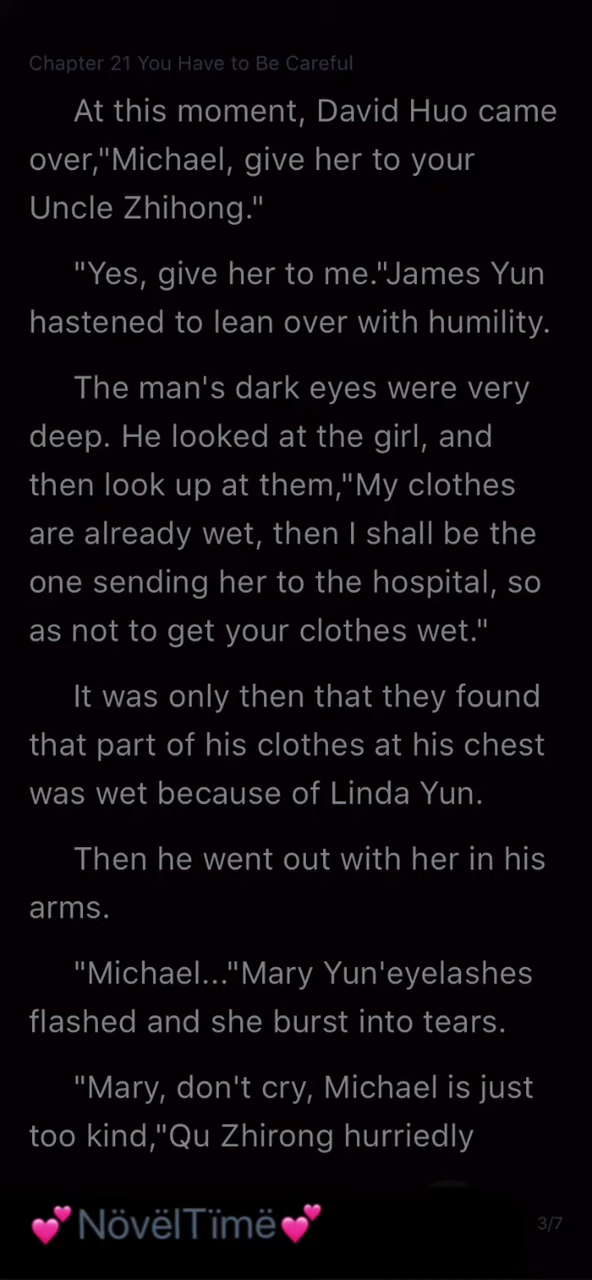 Chapter 21 You Have to Be Careful
At this moment, David Huo came
over,"Michael, give her to your
Uncle Zhihong."
"Yes, give her to me."James Yun
hastened to lean over with humility.
The man's dark eyes were very
deep. He looked at the girl, and
then look up at them,"My clothes
are already wet, then I shall be the
one sending her to the hospital, so
as not to get your clothes wet."
It was only then that they found
that part of his clothes at his chest
was wet because of Linda Yun.
Then he went out with her in his
arms.
"Michael..."Mary Yun'eyelashes
flashed and she burst into tears.
"Mary, don't cry, Michael is just
too kind,"Qu Zhirong hurriedly
💕NövëlTïmë💕
3/7